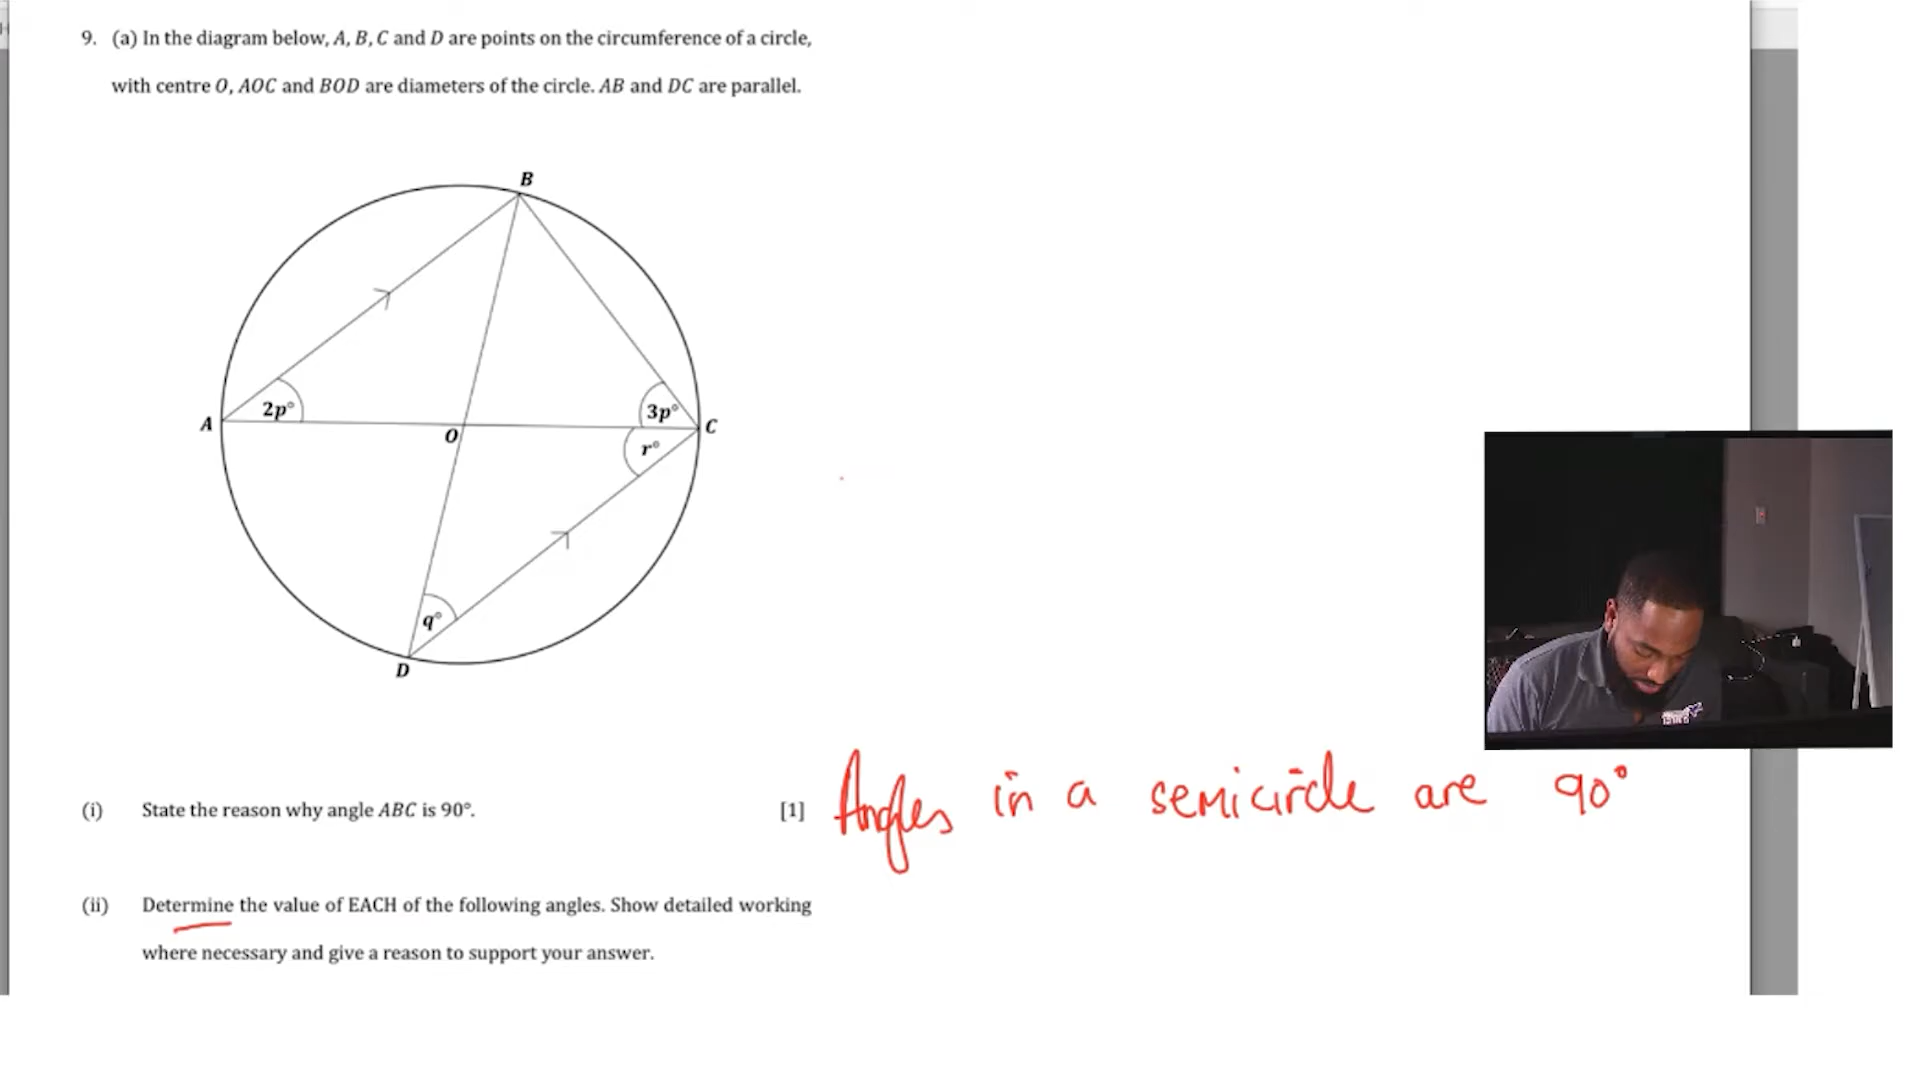 9. (a) In the diagram below, A, B, C and D are points on the circumference of a circle,
with centre O, AOC and BOD are diameters of the circle. AB and DC are parallel.
B
A
2p°
3p°
C
O
r°
q°
D
(i) State the reason why angle ABC is 90°. [1] Angles in a semicircle are 90°
(ii) Determine the value of EACH of the following angles. Show detailed working
where necessary and give a reason to support your answer.